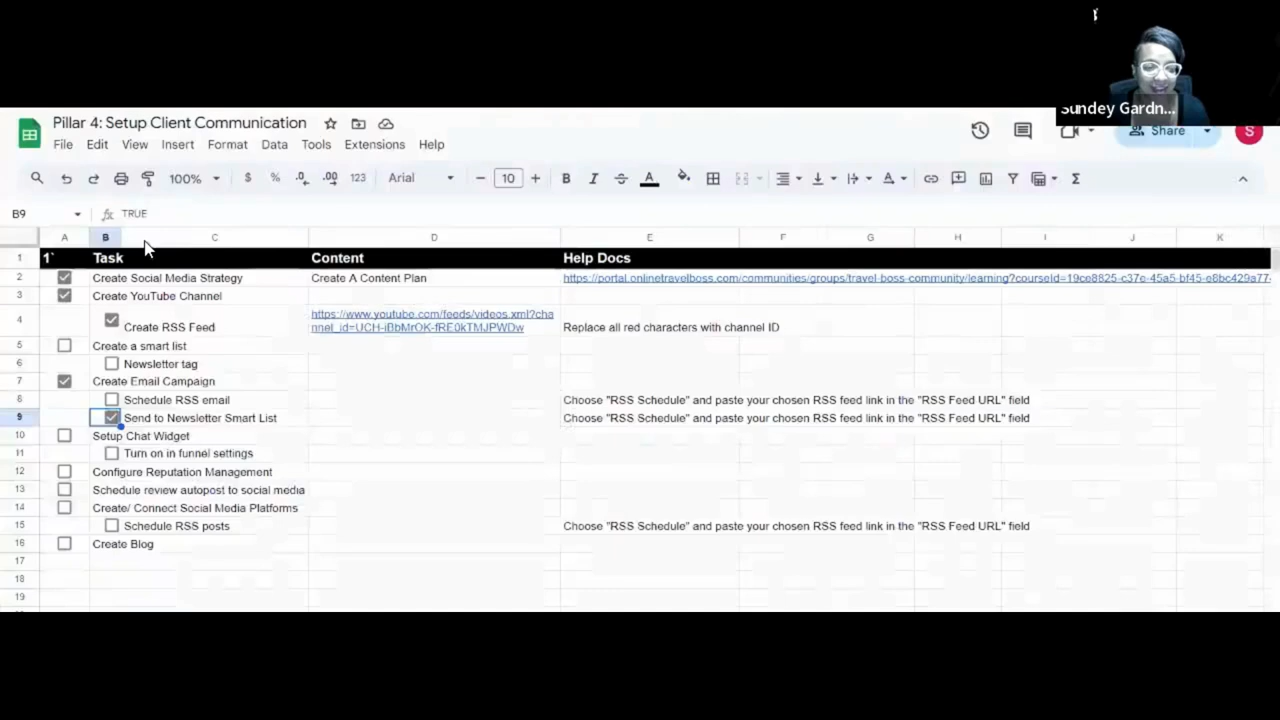 Sundey Gardn...
Pillar 4: Setup Client Communication
File Edit View Insert Format Data Tools Extensions Help
Share
S
100% $ % .0 .00 123 Arial 10 B I A Σ
B9 fx TRUE
A B C D E F G H I J K
1 1` Task Content Help Docs
2 Create Social Media Strategy Create A Content Plan https://portal.onlinetravelboss.com/communities/groups/travel-boss-community/learning?courseId=19ce8825-c37e-45a5-bf45-e8bc429a77-
3 Create YouTube Channel
https://www.youtube.com/feeds/videos.xml?cha
4 Create RSS Feed nnel_id=UCH-iBbMrOK-fRE0kTMJPWDw Replace all red characters with channel ID
5 Create a smart list
6 Newsletter tag
7 Create Email Campaign
8 Schedule RSS email Choose "RSS Schedule" and paste your chosen RSS feed link in the "RSS Feed URL" field
9 Send to Newsletter Smart List Choose "RSS Schedule" and paste your chosen RSS feed link in the "RSS Feed URL" field
10 Setup Chat Widget
11 Turn on in funnel settings
12 Configure Reputation Management
13 Schedule review autopost to social media
14 Create/ Connect Social Media Platforms
15 Schedule RSS posts Choose "RSS Schedule" and paste your chosen RSS feed link in the "RSS Feed URL" field
16 Create Blog
17
18
19